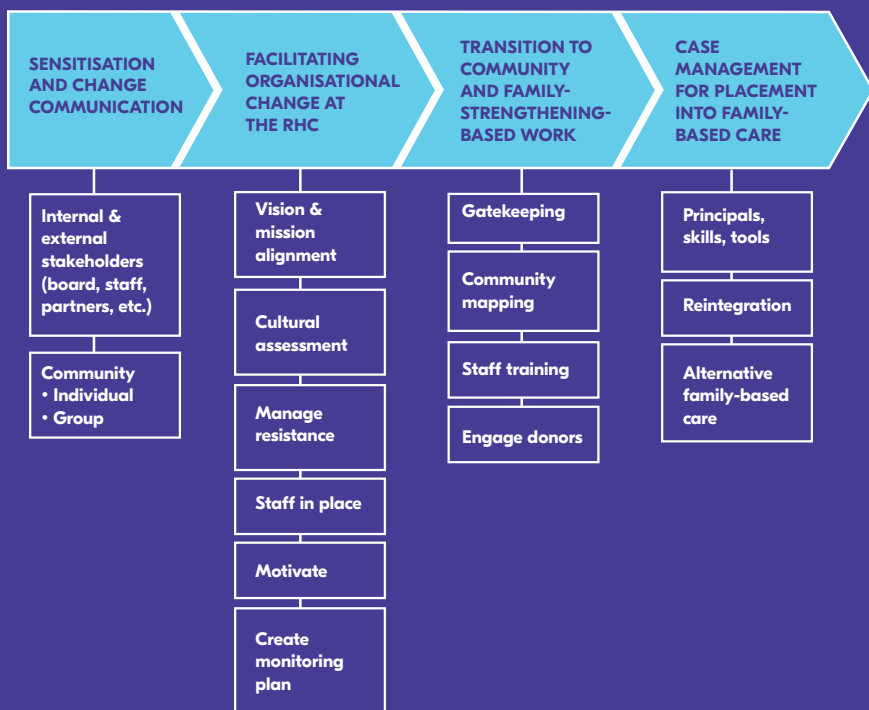 SENSITISATION
AND CHANGE
COMMUNICATION
FACILITATING
ORGANISATIONAL
CHANGE AT
THE RHC
TRANSITION TO
COMMUNITY
AND FAMILY-
STRENGTHENING-
BASED WORK
CASE
MANAGEMENT
FOR PLACEMENT
INTO FAMILY-
BASED CARE
Internal &
external
stakeholders
(board, staff,
partners, etc.)
Community
• Individual
• Group
Vision &
mission
alignment
Cultural
assessment
Manage
resistance
Staff in place
Motivate
Create
monitoring
plan
Gatekeeping
Community
mapping
Staff training
Engage donors
Principals,
skills, tools
Reintegration
Alternative
family-based
care